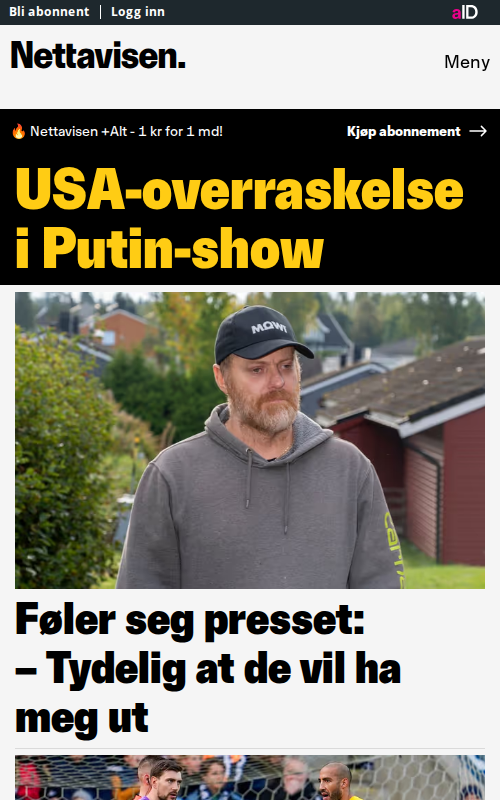 Bli abonnent | Logg inn
aID
Nettavisen.
Meny
🔥 Nettavisen +Alt - 1 kr for 1 md!
Kjøp abonnement →
USA-overraskelse
i Putin-show
MOWI
Føler seg presset:
– Tydelig at de vil ha
meg ut